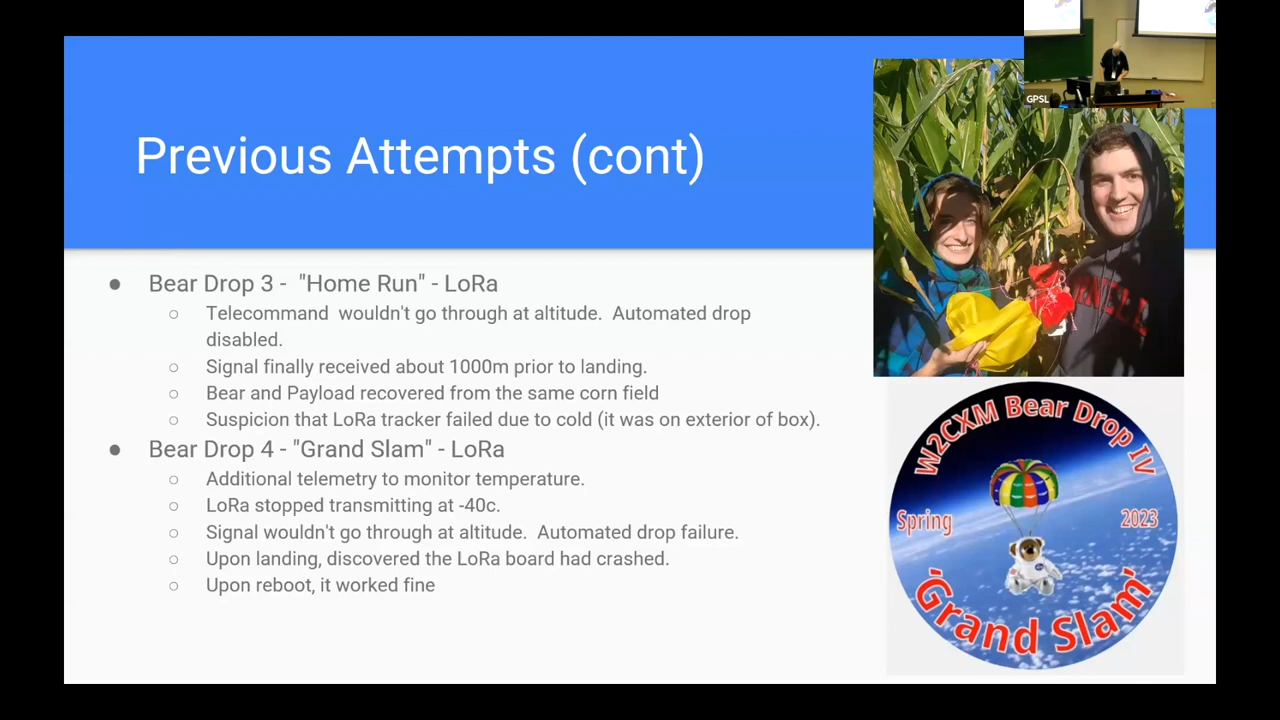 GPSL
Previous Attempts (cont)
● Bear Drop 3 - "Home Run" - LoRa
○ Telecommand wouldn't go through at altitude. Automated drop
disabled.
○ Signal finally received about 1000m prior to landing.
○ Bear and Payload recovered from the same corn field
○ Suspicion that LoRa tracker failed due to cold (it was on exterior of box).
● Bear Drop 4 - "Grand Slam" - LoRa
○ Additional telemetry to monitor temperature.
○ LoRa stopped transmitting at -40c.
○ Signal wouldn't go through at altitude. Automated drop failure.
○ Upon landing, discovered the LoRa board had crashed.
○ Upon reboot, it worked fine
W2CXM Bear Drop IV
Spring 2023
'Grand Slam'